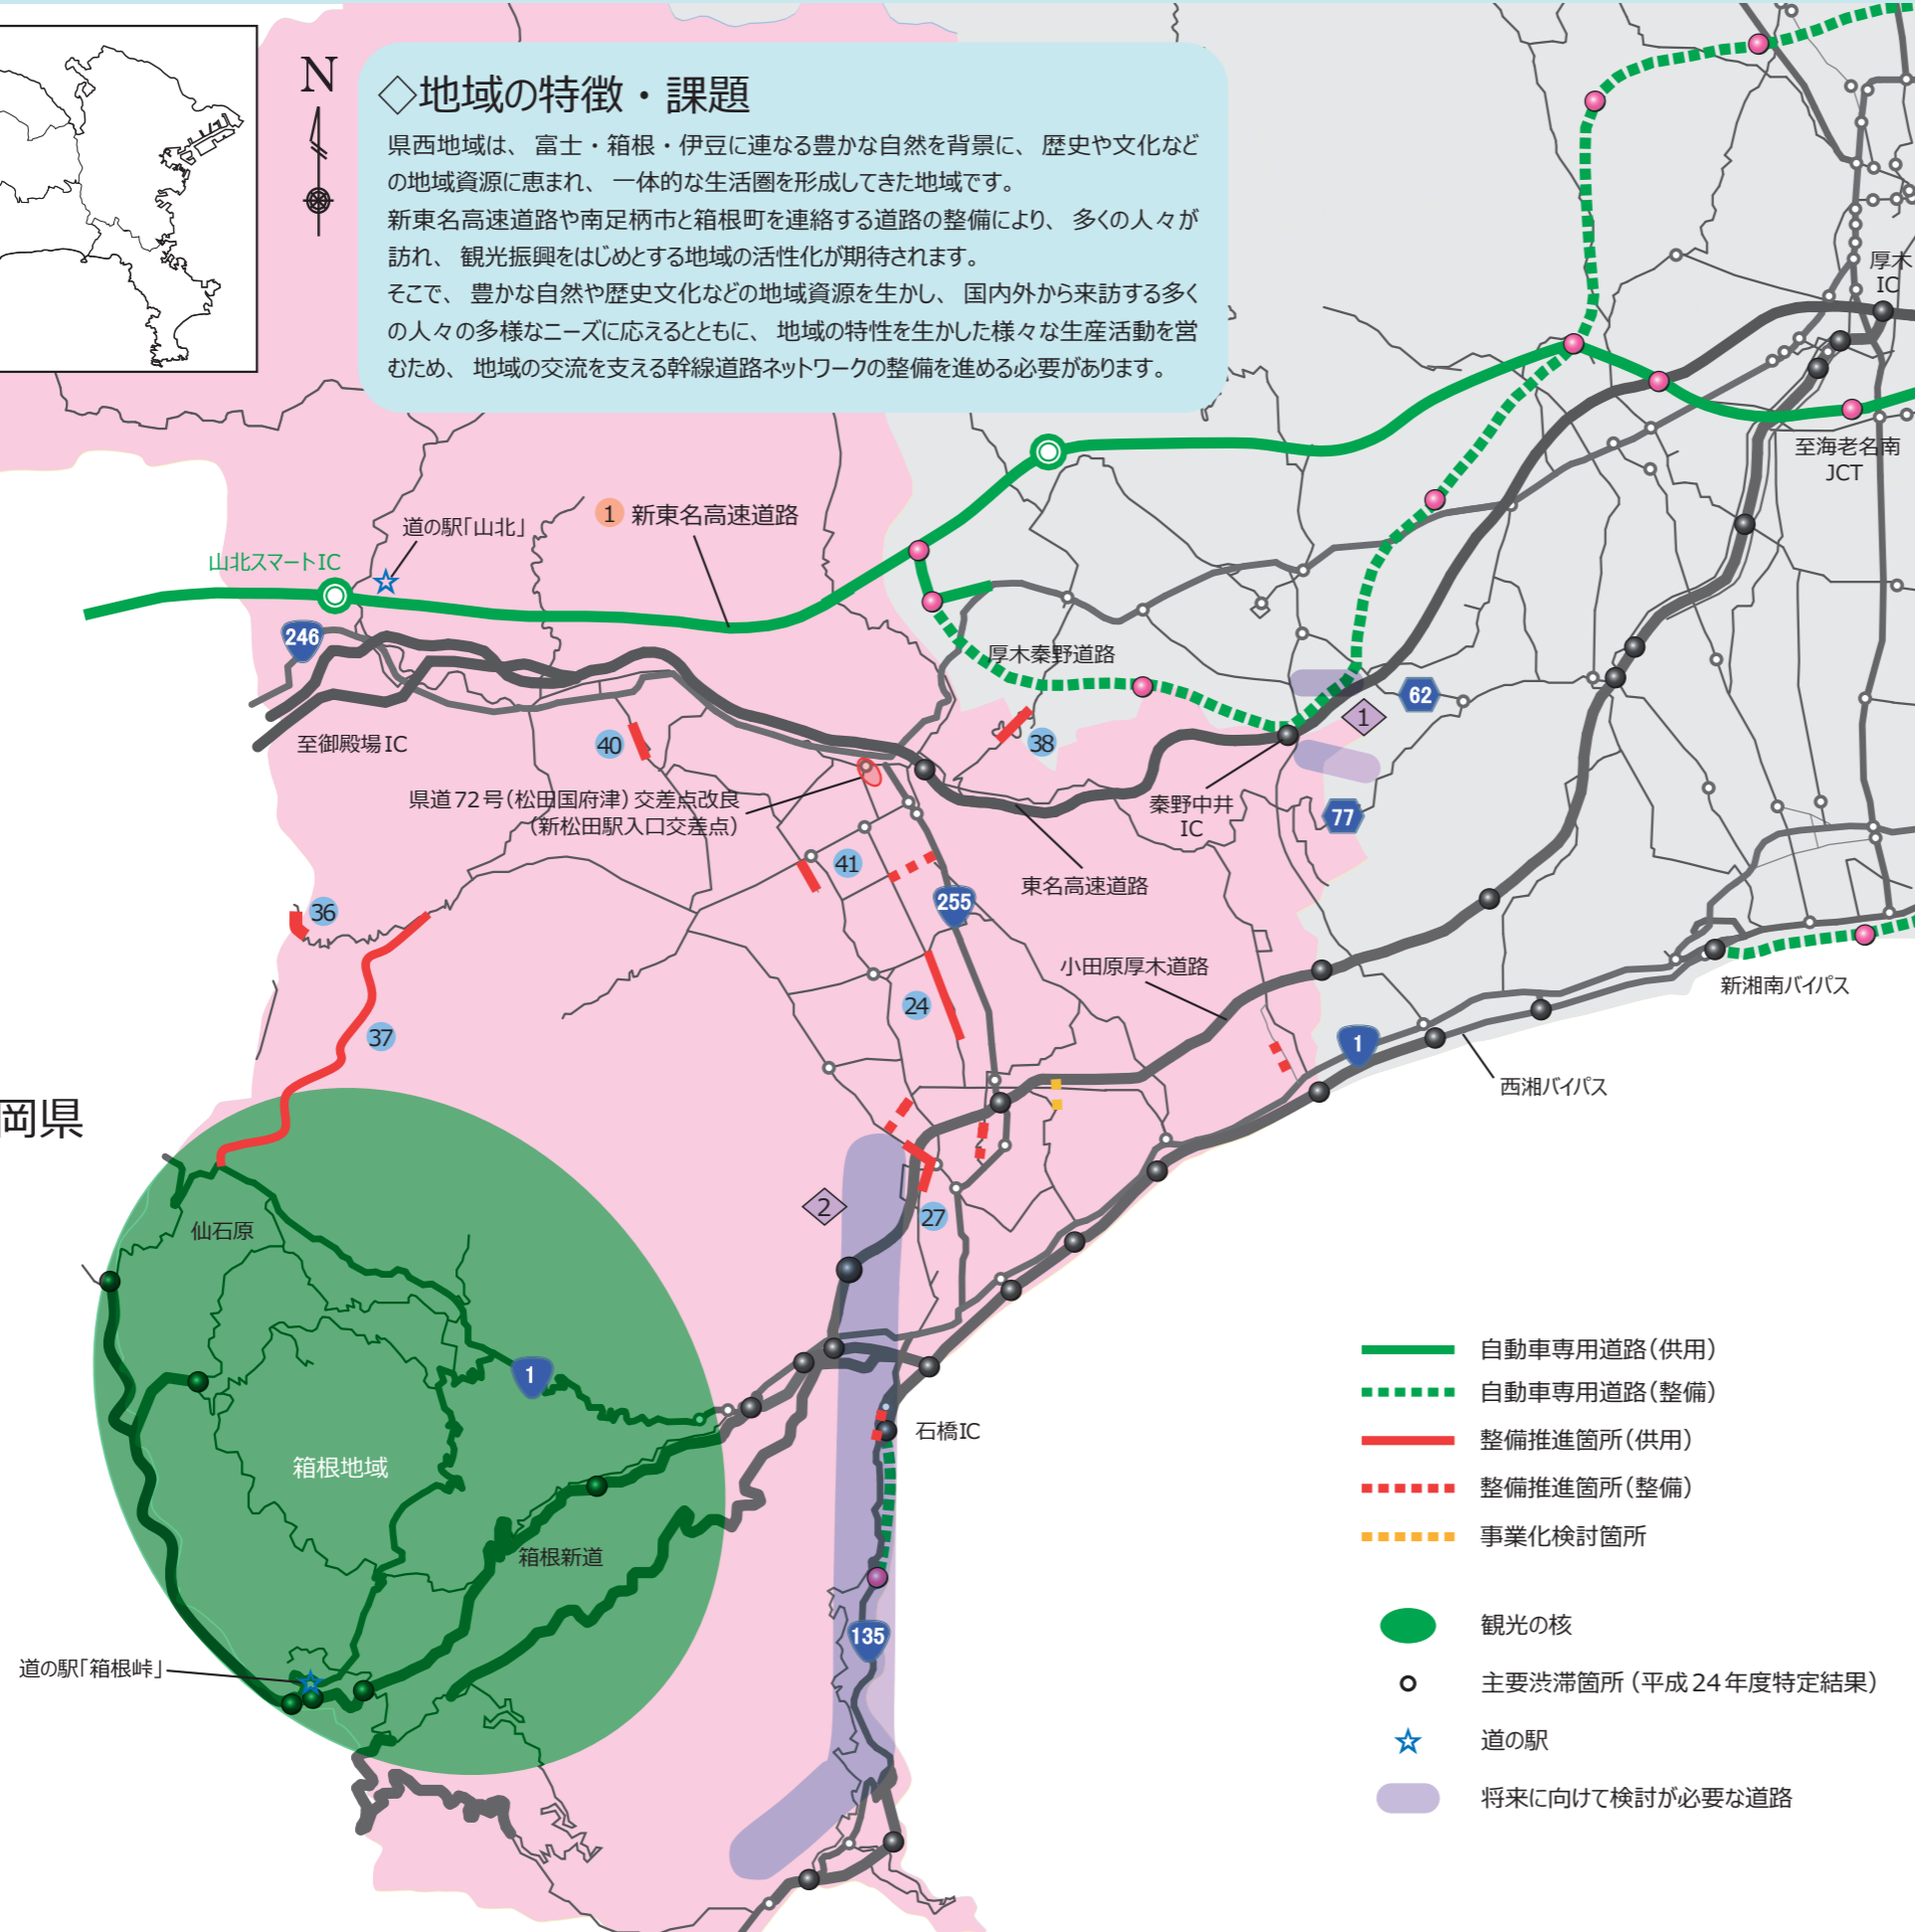 N
◇地域の特徴・課題
県西地域は、富士・箱根・伊豆に連なる豊かな自然を背景に、歴史や文化など
の地域資源に恵まれ、一体的な生活圏を形成してきた地域です。
新東名高速道路や南足柄市と箱根町を連絡する道路の整備により、多くの人々が
訪れ、観光振興をはじめとする地域の活性化が期待されます。
そこで、豊かな自然や歴史文化などの地域資源を生かし、国内外から来訪する多く
の人々の多様なニーズに応えるとともに、地域の特性を生かした様々な生産活動を営
むため、地域の交流を支える幹線道路ネットワークの整備を進める必要があります。
厚木
IC
至海老名南
JCT
1 新東名高速道路
道の駅「山北」
山北スマートIC
246
厚木秦野道路
62
1
至御殿場IC
40
38
県道72号(松田国府津)交差点改良
(新松田駅入口交差点)
秦野中井
IC
77
41
東名高速道路
255
36
小田原厚木道路
新湘南バイパス
24
37
1
西湘バイパス
岡県
2
27
仙石原
1
石橋IC
箱根地域
箱根新道
135
道の駅「箱根峠」
自動車専用道路(供用)
自動車専用道路(整備)
整備推進箇所(供用)
整備推進箇所(整備)
事業化検討箇所
観光の核
主要渋滞箇所(平成24年度特定結果)
道の駅
将来に向けて検討が必要な道路